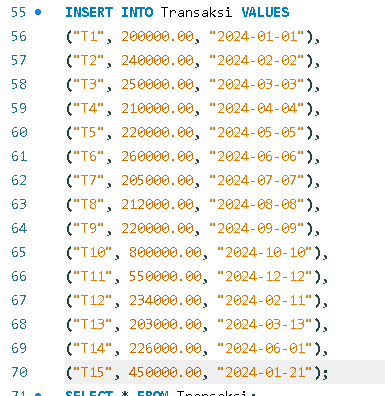 55 INSERT INTO Transaksi VALUES
56 ("T1", 200000.00, "2024-01-01"),
57 ("T2", 240000.00, "2024-02-02"),
58 ("T3", 250000.00, "2024-03-03"),
59 ("T4", 210000.00, "2024-04-04"),
60 ("T5", 220000.00, "2024-05-05"),
61 ("T6", 260000.00, "2024-06-06"),
62 ("T7", 205000.00, "2024-07-07"),
63 ("T8", 212000.00, "2024-08-08"),
64 ("T9", 220000.00, "2024-09-09"),
65 ("T10", 800000.00, "2024-10-10"),
66 ("T11", 550000.00, "2024-12-12"),
67 ("T12", 234000.00, "2024-02-11"),
68 ("T13", 203000.00, "2024-03-13"),
69 ("T14", 226000.00, "2024-06-01"),
70 ("T15", 450000.00, "2024-01-21");
71 SELECT * FROM Transaksi;